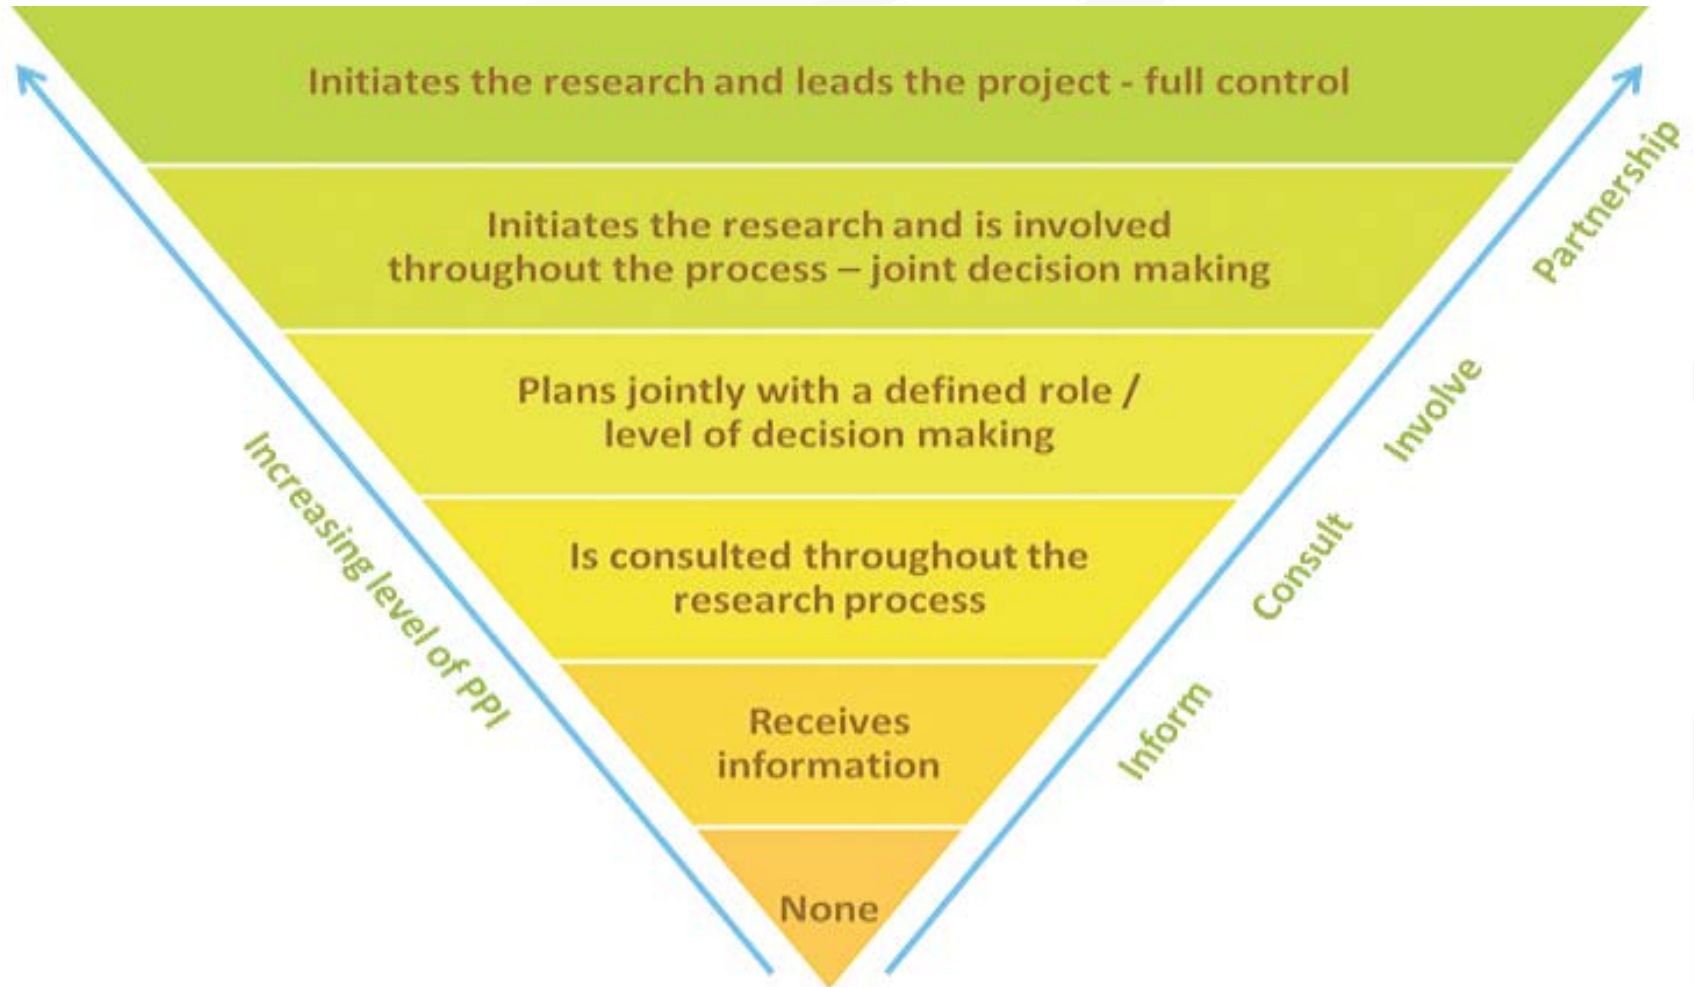 Initiates the research and leads the project - full control
Initiates the research and is involved
throughout the process – joint decision making
Plans jointly with a defined role /
level of decision making
Is consulted throughout the
research process
Receives
information
None
Increasing level of PPI
Inform
Consult
Involve
Partnership